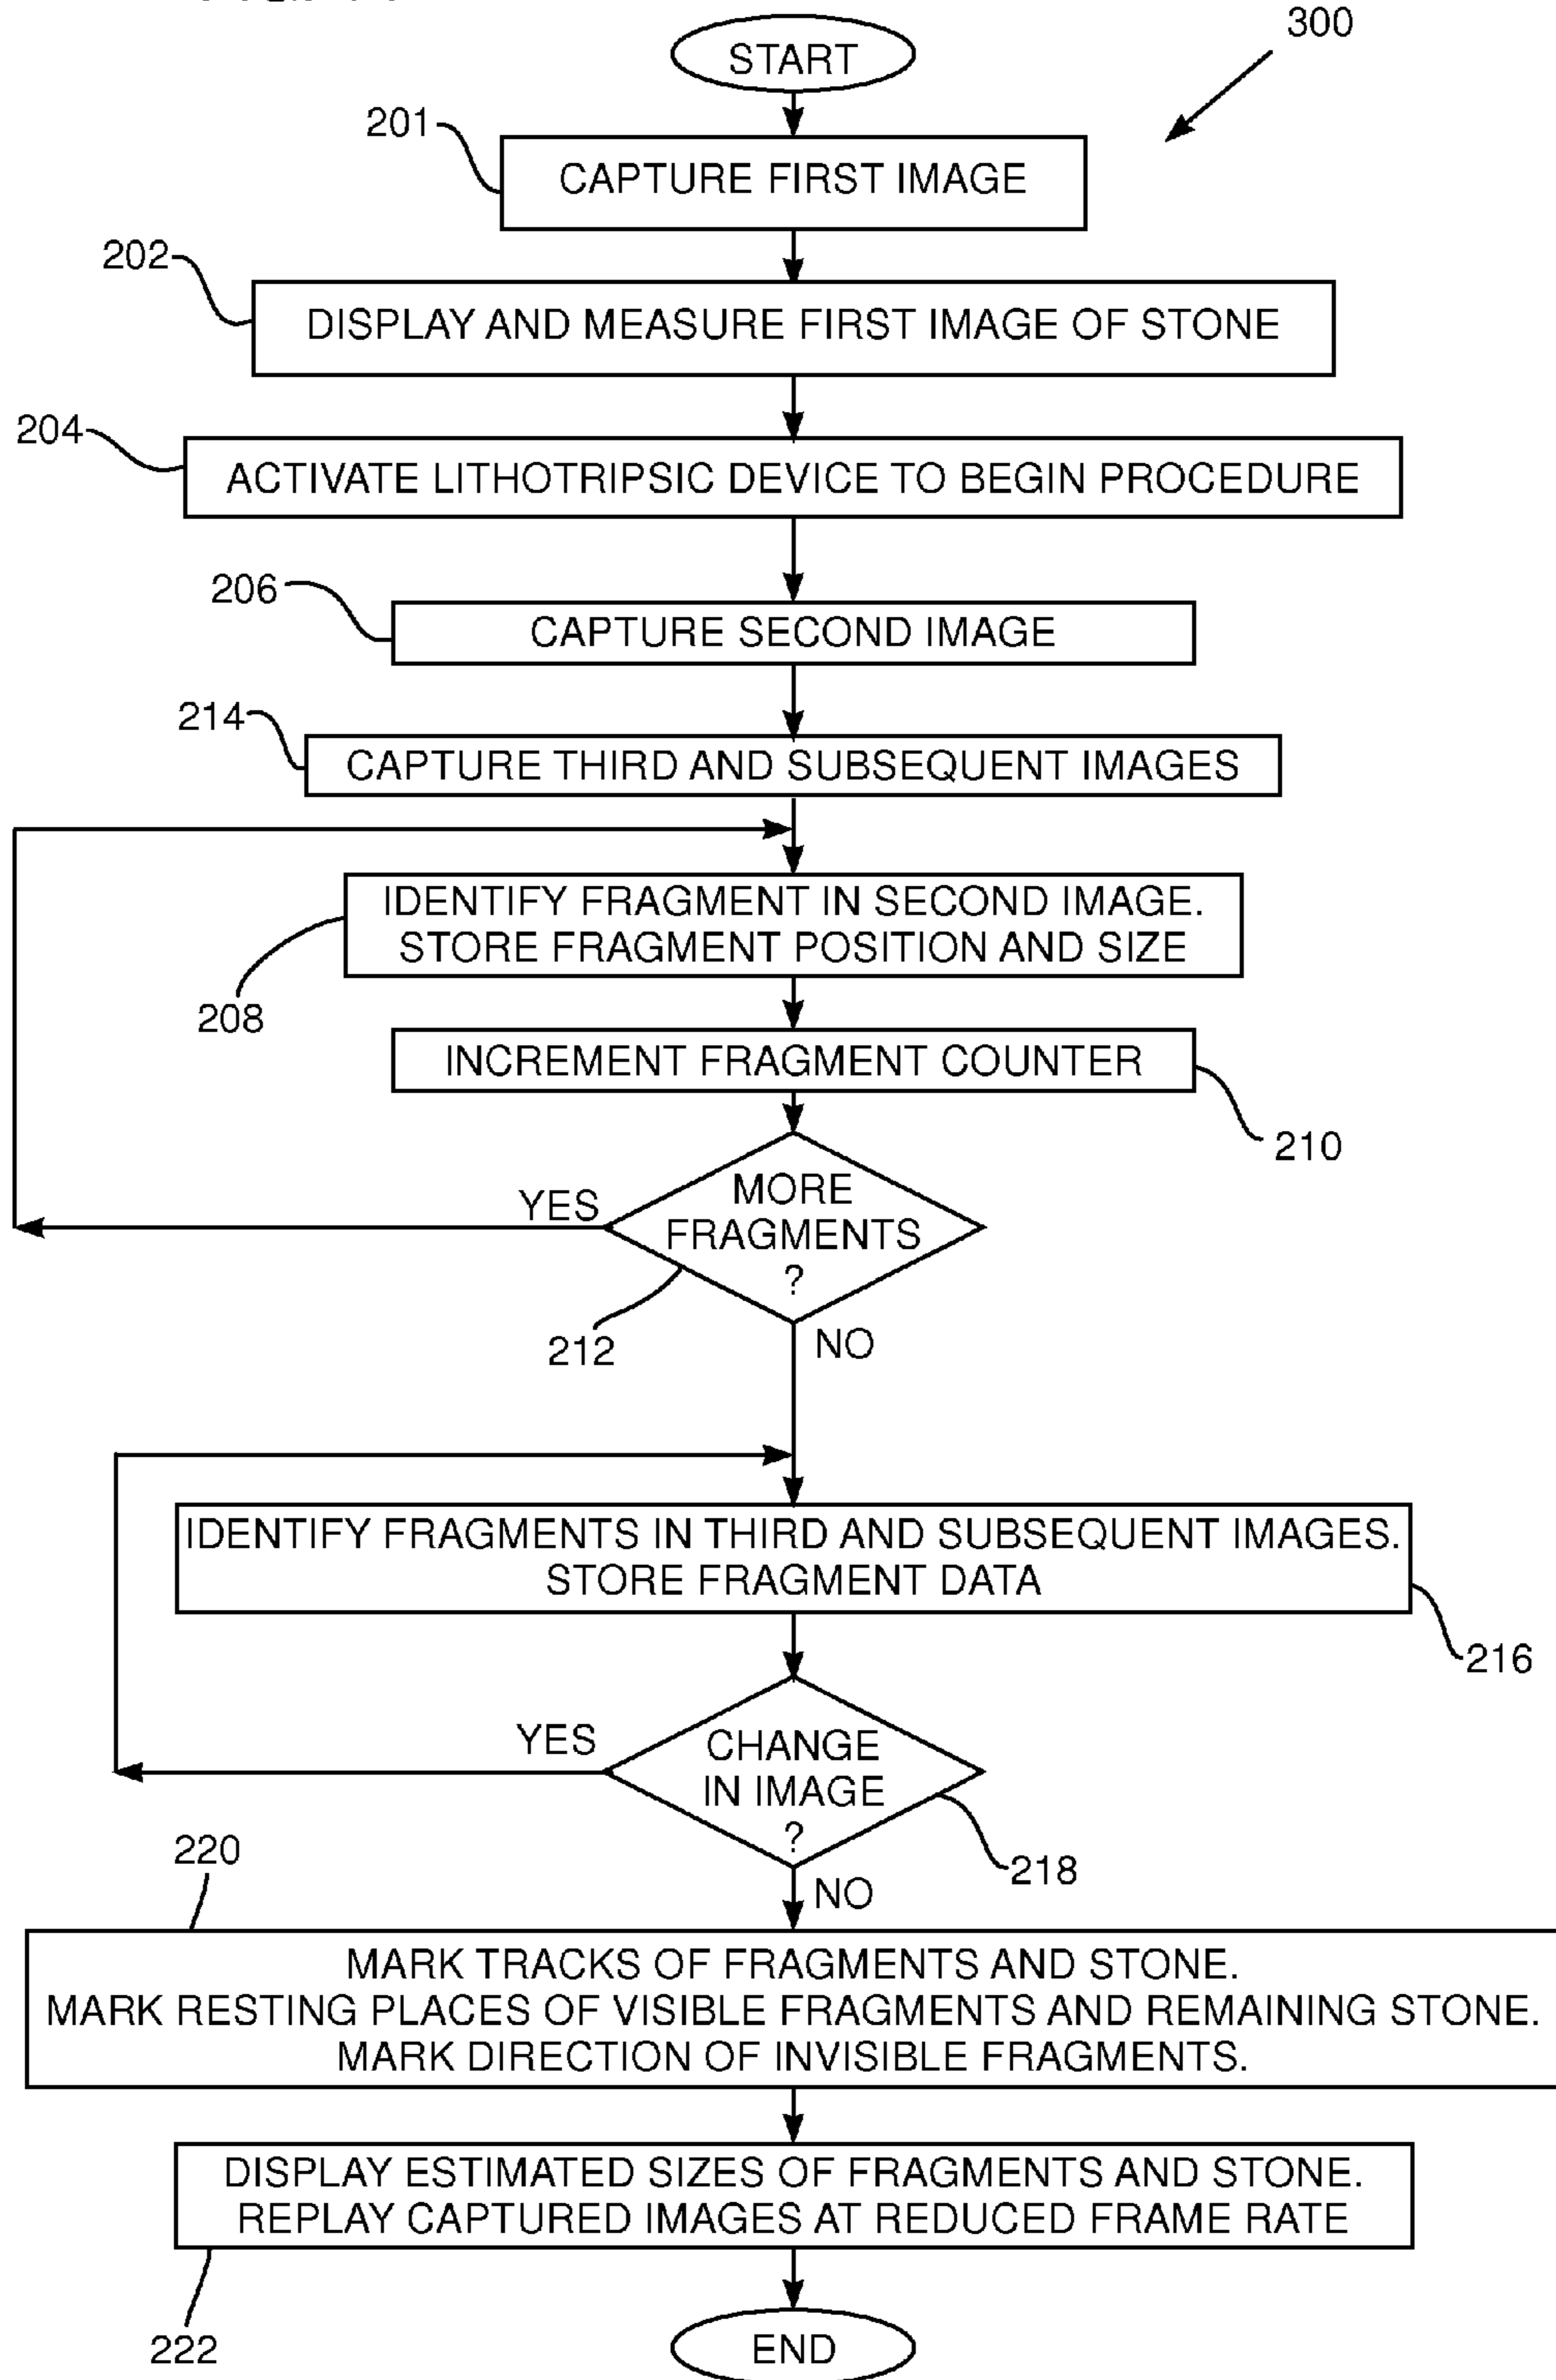 START
300
201
CAPTURE FIRST IMAGE
202
DISPLAY AND MEASURE FIRST IMAGE OF STONE
204
ACTIVATE LITHOTRIPSIC DEVICE TO BEGIN PROCEDURE
206
CAPTURE SECOND IMAGE
214
CAPTURE THIRD AND SUBSEQUENT IMAGES
IDENTIFY FRAGMENT IN SECOND IMAGE.
STORE FRAGMENT POSITION AND SIZE
208
INCREMENT FRAGMENT COUNTER
210
YES
MORE
FRAGMENTS
?
212
NO
IDENTIFY FRAGMENTS IN THIRD AND SUBSEQUENT IMAGES.
STORE FRAGMENT DATA
216
YES
CHANGE
IN IMAGE
?
218
NO
220
MARK TRACKS OF FRAGMENTS AND STONE.
MARK RESTING PLACES OF VISIBLE FRAGMENTS AND REMAINING STONE.
MARK DIRECTION OF INVISIBLE FRAGMENTS.
DISPLAY ESTIMATED SIZES OF FRAGMENTS AND STONE.
REPLAY CAPTURED IMAGES AT REDUCED FRAME RATE
222
END